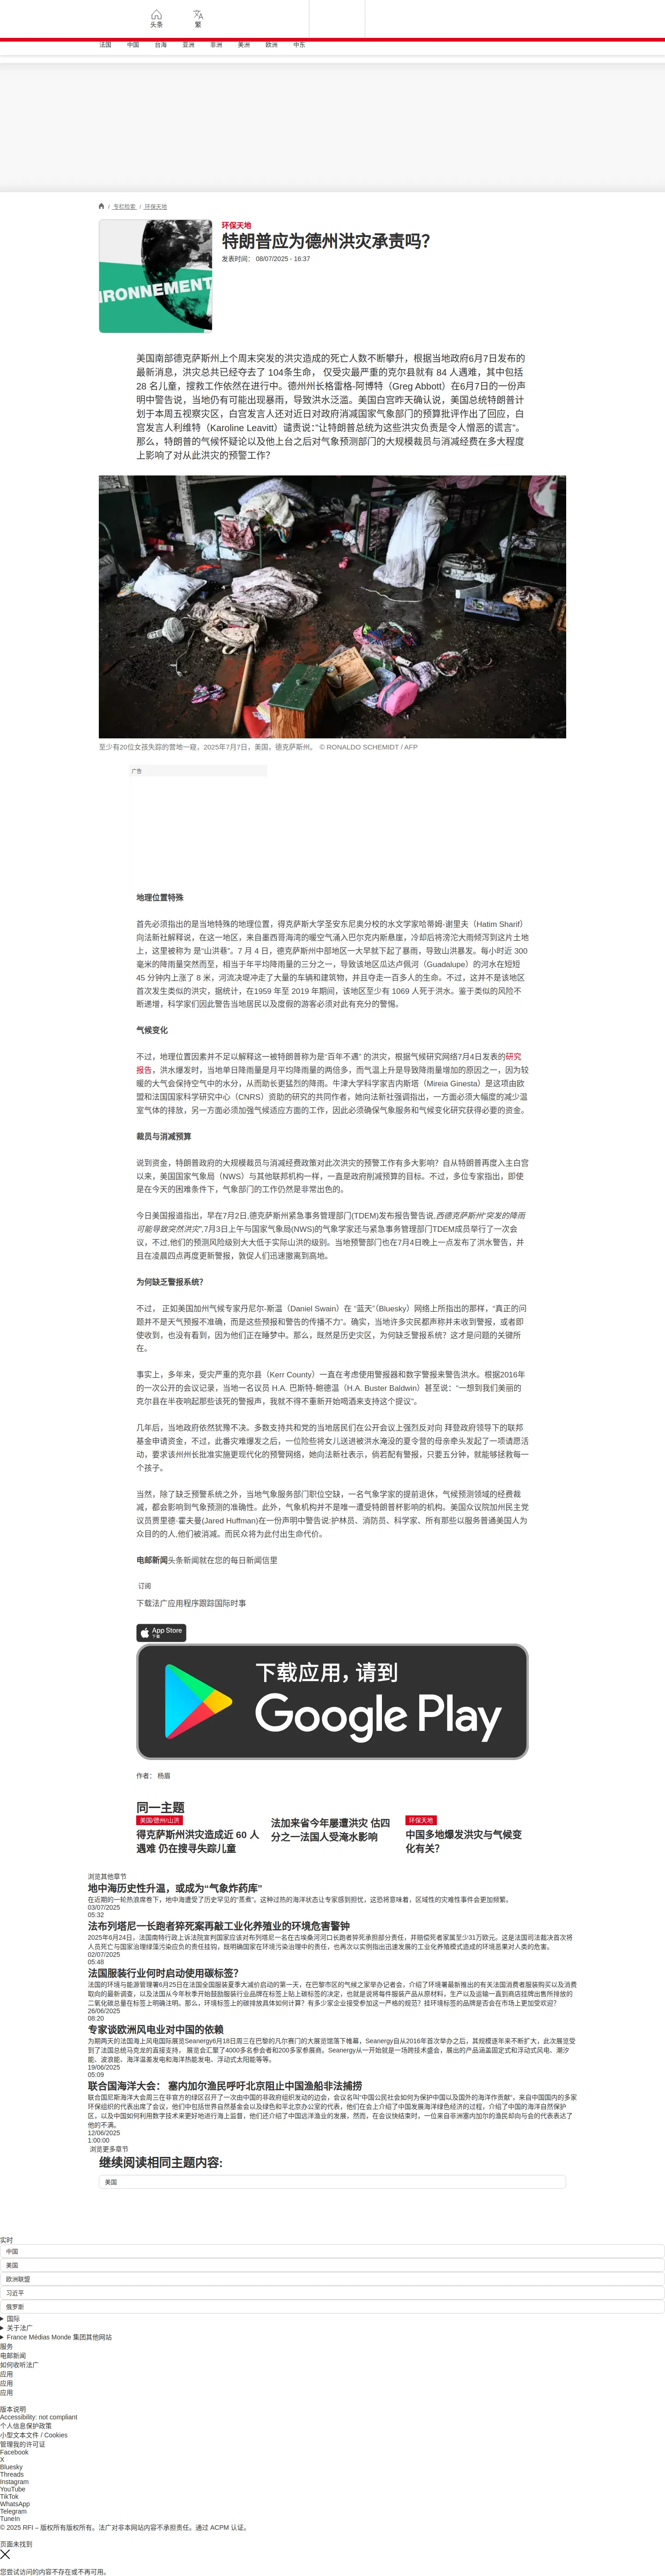 头条
繁
法国 中国 台海 亚洲 非洲 美洲 欧洲 中东
/ 专栏检索 / 环保天地
环保天地
特朗普应为德州洪灾承责吗？
发表时间： 08/07/2025 - 16:37
IRONNEMENT
美国南部德克萨斯州上个周末突发的洪灾造成的死亡人数不断攀升，根据当地政府6月7日发布的
最新消息，洪灾总共已经夺去了 104条生命， 仅受灾最严重的克尔县就有 84 人遇难，其中包括
28 名儿童，搜救工作依然在进行中。德州州长格雷格-阿博特（Greg Abbott）在6月7日的一份声
明中警告说，当地仍有可能出现暴雨，导致洪水泛滥。美国白宫昨天确认说，美国总统特朗普计
划于本周五视察灾区，白宫发言人还对近日对政府消减国家气象部门的预算批评作出了回应，白
宫发言人利维特（Karoline Leavitt）谴责说：“让特朗普总统为这些洪灾负责是令人憎恶的谎言”。
那么，特朗普的气候怀疑论以及他上台之后对气象预测部门的大规模裁员与消减经费在多大程度
上影响了对从此洪灾的预警工作？
至少有20位女孩失踪的营地一窥，2025年7月7日，美国，德克萨斯州。 © RONALDO SCHEMIDT / AFP
广告
地理位置特殊
首先必须指出的是当地特殊的地理位置，得克萨斯大学圣安东尼奥分校的水文学家哈蒂姆-谢里夫（Hatim Sharif）
向法新社解释说，在这一地区，来自墨西哥海湾的暖空气涌入巴尔克内斯悬崖，冷却后将滂沱大雨倾泻到这片土地
上，这里被称为 是”山洪巷”。7 月 4 日，德克萨斯州中部地区一大早就下起了暴雨，导致山洪暴发。每小时近 300
毫米的降雨量突然而至，相当于年平均降雨量的三分之一，导致该地区瓜达卢佩河（Guadalupe）的河水在短短
45 分钟内上涨了 8 米，河流决堤冲走了大量的车辆和建筑物，并且夺走一百多人的生命。不过，这并不是该地区
首次发生类似的洪灾，据统计，在1959 年至 2019 年期间，该地区至少有 1069 人死于洪水。鉴于类似的风险不
断递增，科学家们因此警告当地居民以及度假的游客必须对此有充分的警惕。
气候变化
不过，地理位置因素并不足以解释这一被特朗普称为是“百年不遇” 的洪灾，根据气候研究网络7月4日发表的研究
报告，洪水爆发时，当地单日降雨量是月平均降雨量的两倍多，而气温上升是导致降雨量增加的原因之一，因为较
暖的大气会保持空气中的水分，从而助长更猛烈的降雨。牛津大学科学家吉内斯塔（Mireia Ginesta）是这项由欧
盟和法国国家科学研究中心（CNRS）资助的研究的共同作者，她向法新社强调指出，一方面必须大幅度的减少温
室气体的排放，另一方面必须加强气候适应方面的工作，因此必须确保气象服务和气候变化研究获得必要的资金。
裁员与消减预算
说到资金，特朗普政府的大规模裁员与消减经费政策对此次洪灾的预警工作有多大影响？自从特朗普再度入主白宫
以来，美国国家气象局（NWS）与其他联邦机构一样，一直是政府削减预算的目标。不过，多位专家指出，即使
是在今天的困难条件下，气象部门的工作仍然是非常出色的。
今日美国报道指出，早在7月2日,德克萨斯州紧急事务管理部门(TDEM)发布报告警告说,西德克萨斯州“突发的降雨
可能导致突然洪灾”,7月3日上午与国家气象局(NWS)的气象学家还与紧急事务管理部门TDEM成员举行了一次会
议，不过,他们的预测风险级别大大低于实际山洪的级别。当地预警部门也在7月4日晚上一点发布了洪水警告，并
且在凌晨四点再度更新警报，敦促人们迅速撤离到高地。
为何缺乏警报系统？
不过， 正如美国加州气候专家丹尼尔-斯温（Daniel Swain）在 “蓝天”（Bluesky）网络上所指出的那样，“真正的问
题并不是天气预报不准确，而是这些预报和警告的传播不力”。确实，当地许多灾民都声称并未收到警报，或者即
使收到，也没有看到，因为他们正在睡梦中。那么，既然是历史灾区，为何缺乏警报系统？这才是问题的关键所
在。
事实上，多年来，受灾严重的克尔县（Kerr County）一直在考虑使用警报器和数字警报来警告洪水。根据2016年
的一次公开的会议记录，当地一名议员 H.A. 巴斯特-鲍德温（H.A. Buster Baldwin）甚至说：“一想到我们美丽的
克尔县在半夜响起那些该死的警报声，我就不得不重新开始喝酒来支持这个提议”。
几年后，当地政府依然犹豫不决。多数支持共和党的当地居民们在公开会议上强烈反对向 拜登政府领导下的联邦
基金申请资金，不过，此番灾难爆发之后，一位险些将女儿送进被洪水淹没的夏令营的母亲牵头发起了一项请愿活
动，要求该州州长批准实施更现代化的预警网络，她向法新社表示，倘若配有警报，只要五分钟，就能够拯救每一
个孩子。
当然，除了缺乏预警系统之外，当地气象服务部门职位空缺，一名气象学家的提前退休，气候预测领域的经费裁
减，都会影响到气象预测的准确性。此外，气象机构并不是唯一遭受特朗普杯影响的机构。美国众议院加州民主党
议员贾里德·霍夫曼(Jared Huffman)在一份声明中警告说:护林员、消防员、科学家、所有那些以服务普通美国人为
众目的的人,他们被消减。而民众将为此付出生命代价。
电邮新闻头条新闻就在您的每日新闻信里
订阅
下载法广应用程序跟踪国际时事
App Store
下载
下载应用，请到
Google Play
作者： 杨眉
同一主题
美国/德州/山洪
得克萨斯州洪灾造成近 60 人
遇难 仍在搜寻失踪儿童
法加来省今年屡遭洪灾 估四
分之一法国人受淹水影响
环保天地
中国多地爆发洪灾与气候变
化有关？
浏览其他章节
地中海历史性升温，或成为“气象炸药库”
在近期的一轮热浪席卷下，地中海遭受了历史罕见的“蒸煮”。这种过热的海洋状态让专家感到担忧，这恐将意味着，区域性的灾难性事件会更加频繁。
03/07/2025
05:32
法布列塔尼一长跑者猝死案再敲工业化养殖业的环境危害警钟
2025年6月24日，法国南特行政上诉法院宣判国家应该对布列塔尼一名在古埃桑河河口长跑者猝死承担部分责任，并赔偿死者家属至少31万欧元。这是法国司法裁决首次将
人员死亡与国家治理绿藻污染应负的责任挂钩，既明确国家在环境污染治理中的责任，也再次以实例指出迅速发展的工业化养殖模式造成的环境恶果对人类的危害。
02/07/2025
05:48
法国服装行业何时启动使用碳标签？
法国的环境与能源管理署6月25日在法国全国服装夏季大减价启动的第一天，在巴黎市区的气候之家举办记者会，介绍了环境署最新推出的有关法国消费者服装购买以及消费
取向的最新调查，以及法国从今年秋季开始鼓励服装行业品牌在标签上贴上碳标签的决定，也就是说将每件服装产品从原材料，生产以及运输一直到商店挂牌出售所排放的
二氧化碳总量在标签上明确注明。那么，环境标签上的碳排放具体如何计算？有多少家企业接受参加这一严格的规范？挂环境标签的品牌是否会在市场上更加受欢迎？
26/06/2025
08:20
专家谈欧洲风电业对中国的依赖
为期两天的法国海上风电国际展览Seanergy6月18日周三在巴黎的凡尔赛门的大展览馆落下帷幕，Seanergy自从2016年首次举办之后，其规模逐年来不断扩大，此次展览受
到了法国总统马克龙的直接支持， 展览会汇聚了4000多名参会者和200多家参展商。Seanergy从一开始就是一场跨技术盛会，展出的产品涵盖固定式和浮动式风电、潮汐
能、波浪能、海洋温差发电和海洋热能发电、浮动式太阳能等等。
19/06/2025
05:09
联合国海洋大会： 塞内加尔渔民呼吁北京阻止中国渔船非法捕捞
联合国尼斯海洋大会周三在非官方的绿区召开了一次由中国的非政府组织发动的边会，会议名叫“中国公民社会如何为保护中国以及国外的海洋作贡献”，来自中国国内的多家
环保组织的代表出席了会议，他们中包括世界自然基金会以及绿色和平北京办公室的代表，他们在会上介绍了中国发展海洋绿色经济的过程，介绍了中国的海洋自然保护
区，以及中国如何利用数字技术来更好地进行海上监督，他们还介绍了中国远洋渔业的发展，然而，在会议快结束时，一位来自非洲塞内加尔的渔民却向与会的代表表达了
他的不满。
12/06/2025
1:00:00
浏览更多章节
继续阅读相同主题内容:
美国
实时
中国
美国
欧洲联盟
习近平
俄罗斯
国际
关于法广
France Médias Monde 集团其他网站
服务
电邮新闻
如何收听法广
应用
应用
应用
版本说明
Accessibility: not compliant
个人信息保护政策
小型文本文件 / Cookies
管理我的许可证
Facebook
X
Bluesky
Threads
Instagram
YouTube
TikTok
WhatsApp
Telegram
TuneIn
© 2025 RFI – 版权所有版权所有。法广对非本网站内容不承担责任。通过 ACPM 认证。
页面未找到
您尝试访问的内容不存在或不再可用。